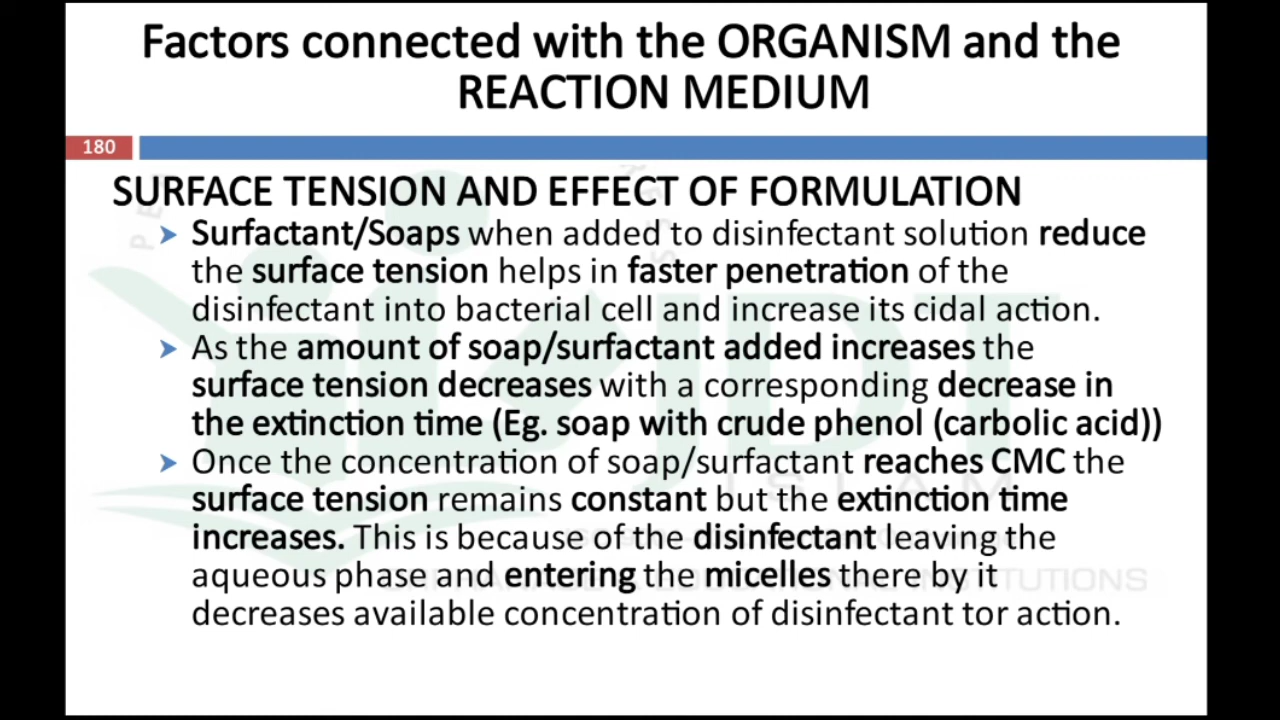 Factors connected with the ORGANISM and the
REACTION MEDIUM
180
SURFACE TENSION AND EFFECT OF FORMULATION
➤ Surfactant/Soaps when added to disinfectant solution reduce
the surface tension helps in faster penetration of the
disinfectant into bacterial cell and increase its cidal action.
➤ As the amount of soap/surfactant added increases the
surface tension decreases with a corresponding decrease in
the extinction time (Eg. soap with crude phenol (carbolic acid))
➤ Once the concentration of soap/surfactant reaches CMC the
surface tension remains constant but the extinction time
increases. This is because of the disinfectant leaving the
aqueous phase and entering the micelles there by it
decreases available concentration of disinfectant tor action.
JDT
ISLAM
INSTITUTIONS